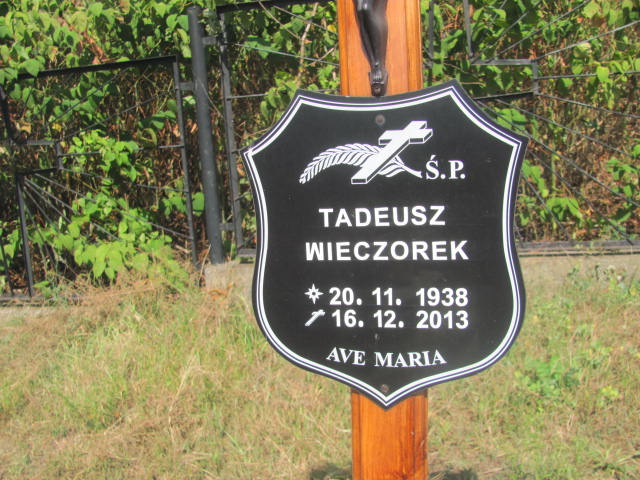 Ś.P.
TADEUSZ
WIECZOREK
20. 11. 1938
16. 12. 2013
AVE MARIA